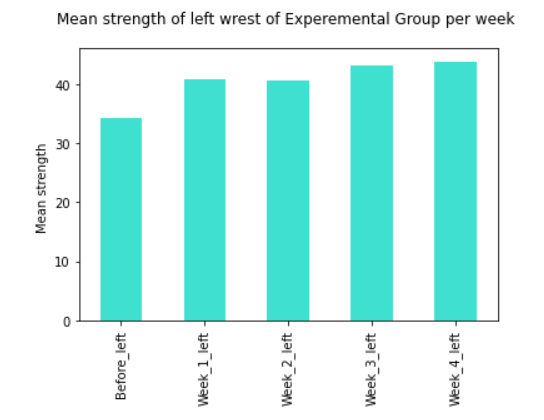 Mean strength of left wrest of Experemental Group per week
Mean strength
40
30
20
10
0
Before_left
Week_1_left
Week_2_left
Week_3_left
Week_4_left